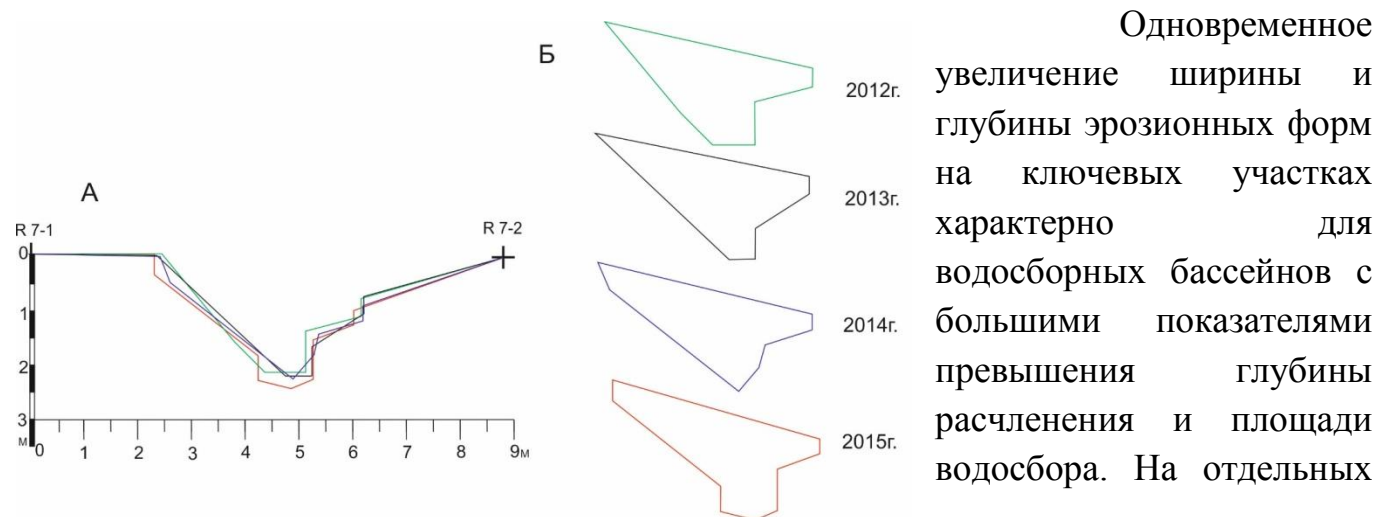 Б
2012г.
2013г.
2014г.
2015г.
А
R 7-1
R 7-2
0
1
2
3
м
0 1 2 3 4 5 6 7 8 9м
Одновременное
увеличение ширины и
глубины эрозионных форм
на ключевых участках
характерно для
водосборных бассейнов с
большими показателями
превышения глубины
расчленения и площади
водосбора. На отдельных